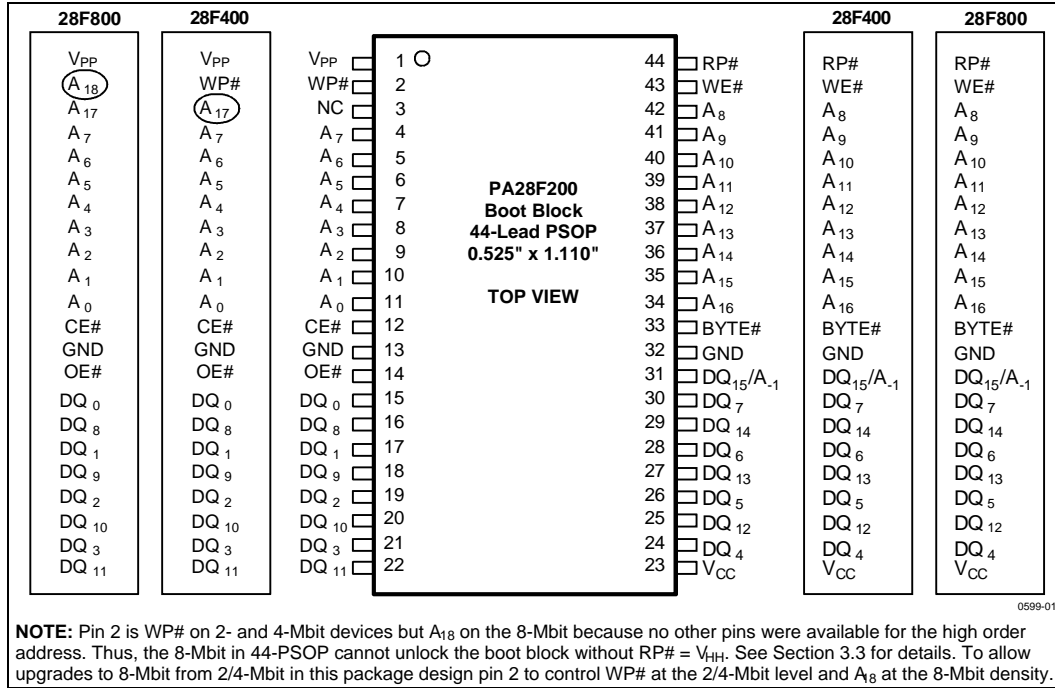 28F800 28F400 28F400 28F800
VPP VPP VPP 1 44 RP# RP# RP#
A18 WP# WP# 2 43 WE# WE# WE#
A17 A17 NC 3 42 A8 A8 A8
A7 A7 A7 4 41 A9 A9 A9
A6 A6 A6 5 40 A10 A10 A10
A5 A5 A5 6 39 A11 A11 A11
A4 A4 A4 7 38 A12 A12 A12
A3 A3 A3 8 37 A13 A13 A13
A2 A2 A2 9 36 A14 A14 A14
A1 A1 A1 10 35 A15 A15 A15
A0 A0 A0 11 34 A16 A16 A16
CE# CE# CE# 12 33 BYTE# BYTE# BYTE#
GND GND GND 13 32 GND GND GND
OE# OE# OE# 14 31 DQ15/A-1 DQ15/A-1 DQ15/A-1
DQ0 DQ0 DQ0 15 30 DQ7 DQ7 DQ7
DQ8 DQ8 DQ8 16 29 DQ14 DQ14 DQ14
DQ1 DQ1 DQ1 17 28 DQ6 DQ6 DQ6
DQ9 DQ9 DQ9 18 27 DQ13 DQ13 DQ13
DQ2 DQ2 DQ2 19 26 DQ5 DQ5 DQ5
DQ10 DQ10 DQ10 20 25 DQ12 DQ12 DQ12
DQ3 DQ3 DQ3 21 24 DQ4 DQ4 DQ4
DQ11 DQ11 DQ11 22 23 VCC VCC VCC
PA28F200
Boot Block
44-Lead PSOP
0.525" x 1.110"
TOP VIEW
0599-01
NOTE: Pin 2 is WP# on 2- and 4-Mbit devices but A18 on the 8-Mbit because no other pins were available for the high order
address. Thus, the 8-Mbit in 44-PSOP cannot unlock the boot block without RP# = VHH. See Section 3.3 for details. To allow
upgrades to 8-Mbit from 2/4-Mbit in this package design pin 2 to control WP# at the 2/4-Mbit level and A18 at the 8-Mbit density.